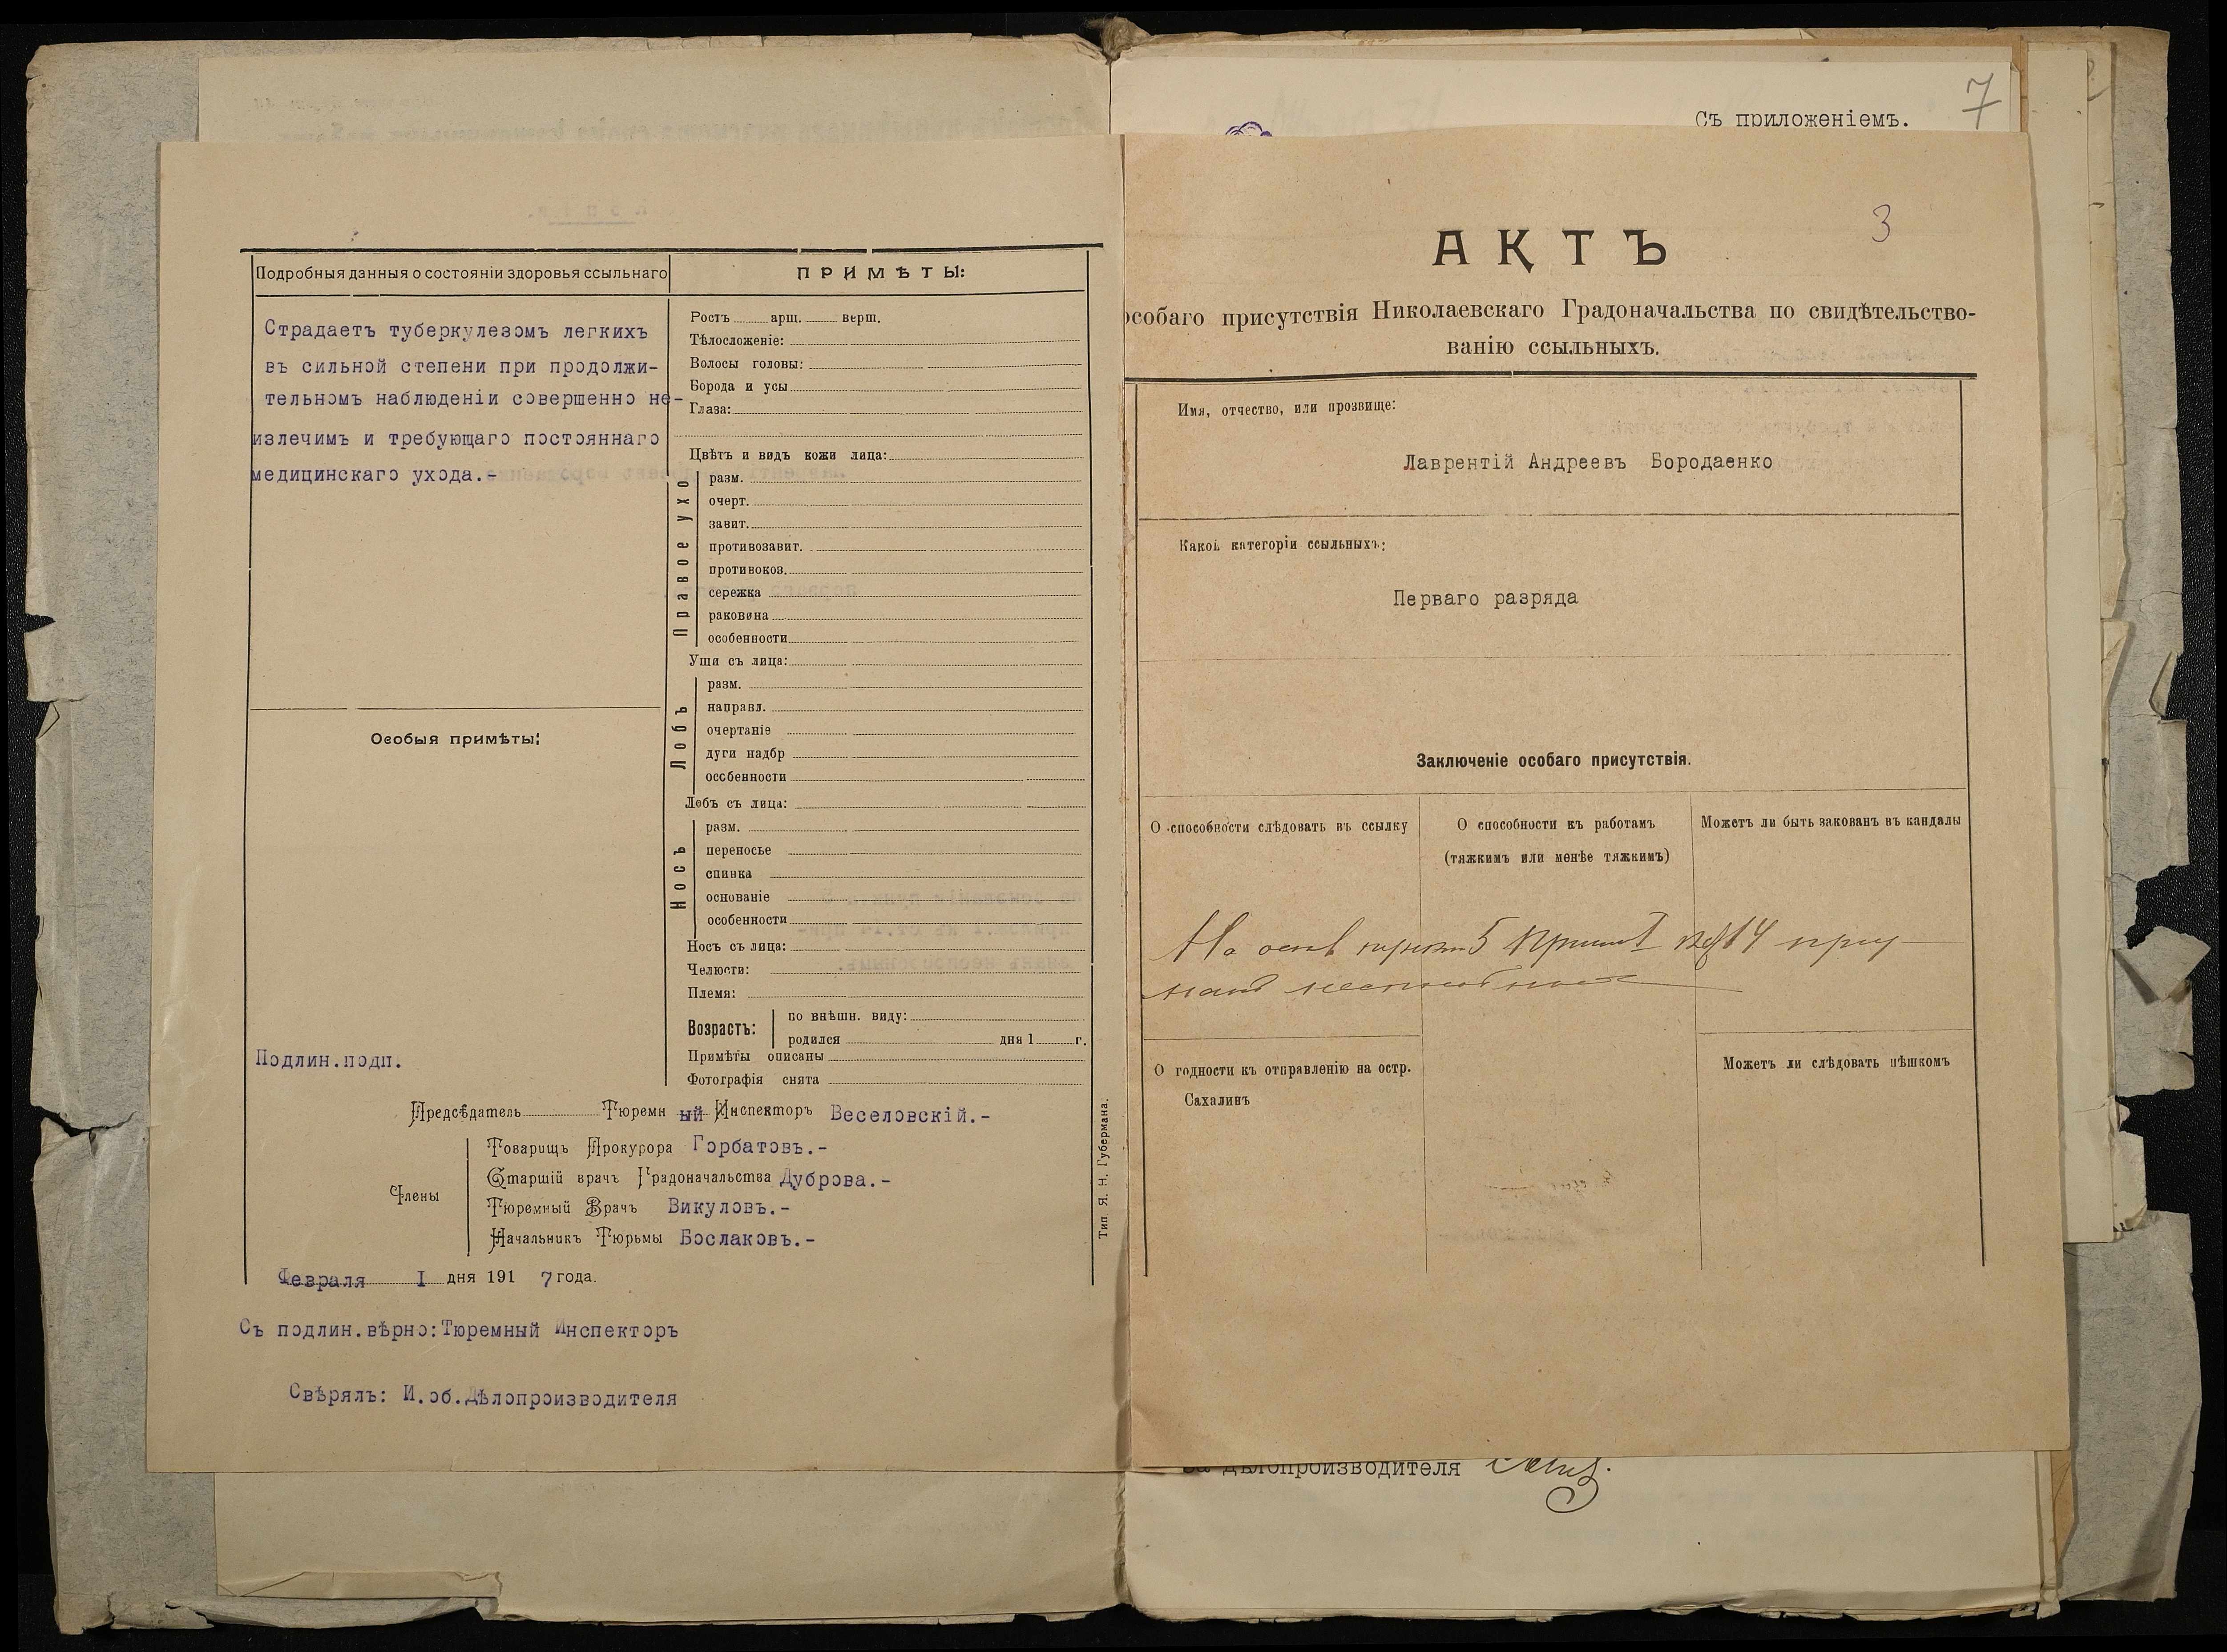 Подробныя данныя о состояніи здоровья ссыльнаго
Страдаетъ туберкулезомъ легкихъ
въ сильной степени при продолжи-
тельномъ наблюденіи совершенно не-
излечимъ и требующаго постояннаго
медицинскаго ухода.-
Особыя примѣты:
Подлин.подп.
ПРИМѢТЫ:
Ростъ арш. верш.
Тѣлосложеніе:
Волосы головы:
Борода и усы
Глаза:
Цвѣтъ и видъ кожи лица:
Правое ухо
разм.
очерт.
завит.
противозавит.
противокоз.
сережка
раковина
особенности
Уши съ лица:
Лобъ
разм.
направл.
очертаніе
дуги надбр
особенности
Лобъ съ лица:
Носъ
разм.
переносье
спинка
основаніе
особенности
Носъ съ лица:
Челюсти:
Племя:
Возрастъ:
по внѣшн. виду:
родился дня 1 г.
Примѣты описаны
Фотографія снята
Предсѣдатель Тюремный Инспекторъ Веселовскій.-
Члены
Товарищъ Прокурора Горбатовъ.-
Старшій врачъ Градоначальства Дуброва.-
Тюремный Врачъ Викуловъ.-
Начальникъ Тюрьмы Бослаковъ.-
Февраля I дня 1917 года.
Съ подлин.вѣрно:Тюремный Инспекторъ
Свѣрялъ: И.об.Дѣлопроизводителя
Тип. Я. Н. Губермана.
7
Съ приложеніемъ.
3
АКТЪ
особаго присутствія Николаевскаго Градоначальства по свидѣтельство-
ванію ссыльныхъ.
Имя, отчество, или прозвище:
Лаврентій Андреевъ Бородаенко
Какой категоріи ссыльныхъ:
Перваго разряда
Заключеніе особаго присутствія.
О способности слѣдовать въ ссылку
О способности къ работамъ
(тяжкимъ или менѣе тяжкимъ)
Можетъ ли быть закованъ въ кандалы
На осн пункт 5
О годности къ отправленію на остр.
Сахалинъ
Можетъ ли слѣдовать пѣшкомъ
За дѣлопроизводителя